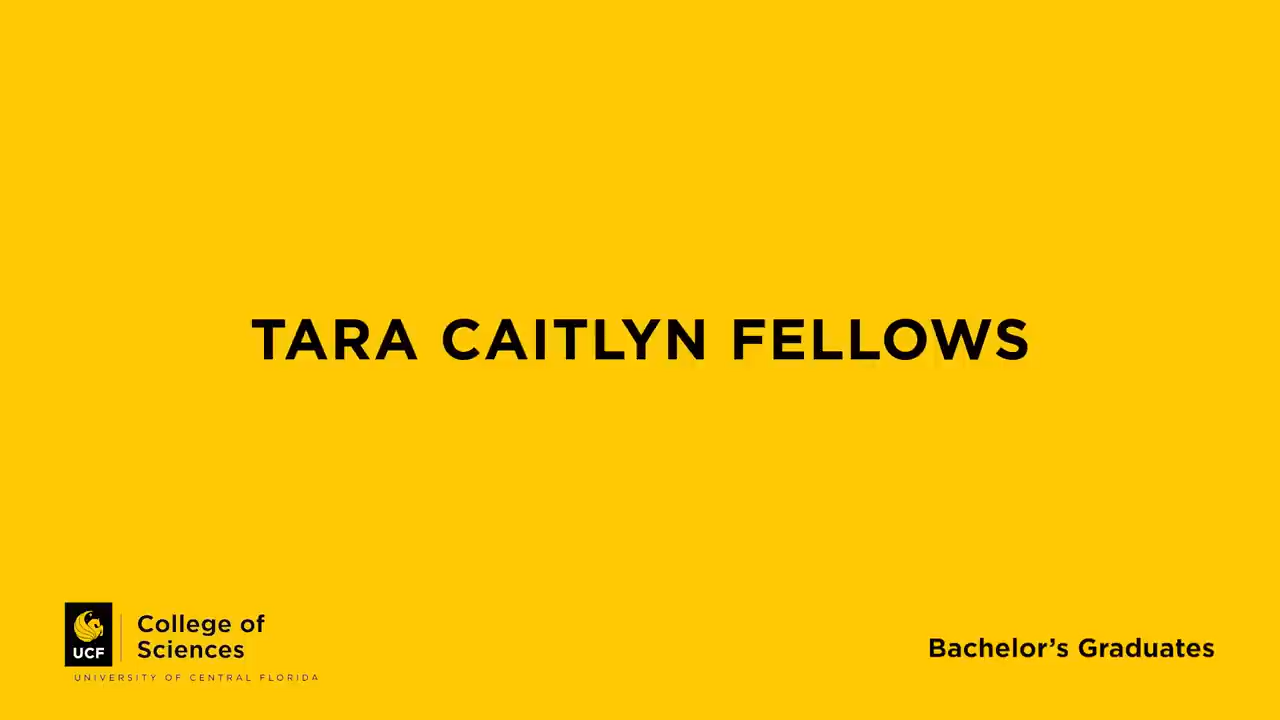 TARA CAITLYN FELLOWS
UCF
College of
Sciences
UNIVERSITY OF CENTRAL FLORIDA
Bachelor’s Graduates